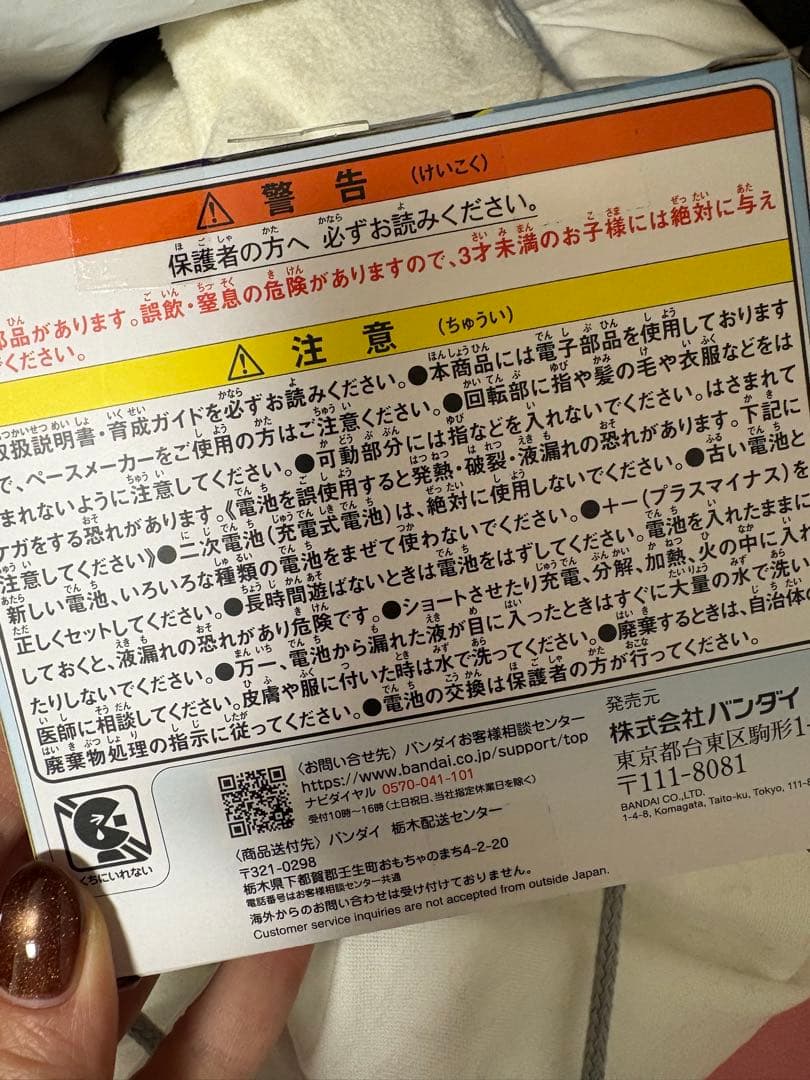 警告 (けいこく)
保護者の方へ 必ずお読みください。
部品があります。誤飲・窒息の危険がありますので、3才未満のお子様には絶対に与え
ください。
注意 (ちゅうい)
取扱説明書・育成ガイドを必ずお読みください。●本商品には電子部品を使用しております
で、ペースメーカーをご使用の方はご注意ください。●回転部に指や髪の毛や衣服などをは
まれないように注意してください。●可動部分には指などを入れないでください。はさまれて
ケガをする恐れがあります。《電池を誤使用すると発熱・破裂・液漏れの恐れがあります。下記に
注意してください》●二次電池(充電式電池)は、絶対に使用しないでください。●古い電池と
新しい電池、いろいろな種類の電池をまぜて使わないでください。●+−(プラスマイナス)を
正しくセットしてください。●長時間遊ばないときは電池をはずしてください。電池を入れたままに
しておくと、液漏れの恐れがあり危険です。●ショートさせたり充電、分解、加熱、火の中に入れ
たりしないでください。●万一、電池から漏れた液が目に入ったときはすぐに大量の水で洗い
医師に相談してください。皮膚や服に付いた時は水で洗ってください。●廃棄するときは、自治体の
廃棄物処理の指示に従ってください。●電池の交換は保護者の方が行ってください。
くちにいれない
〈お問い合せ先〉バンダイお客様相談センター
https://www.bandai.co.jp/support/top
ナビダイヤル 0570-041-101
受付10時〜16時(土日祝日、当社指定休業日を除く)
〈商品送付先〉バンダイ 栃木配送センター
〒321-0298
栃木県下都賀郡壬生町おもちゃのまち4-2-20
電話番号はお客様相談センター共通
海外からのお問い合わせは受け付けておりません。
Customer service inquiries are not accepted from outside Japan.
発売元
株式会社バンダイ
東京都台東区駒形1-
〒111-8081
BANDAI CO.,LTD.
1-4-8, Komagata, Taito-ku, Tokyo, 111-8